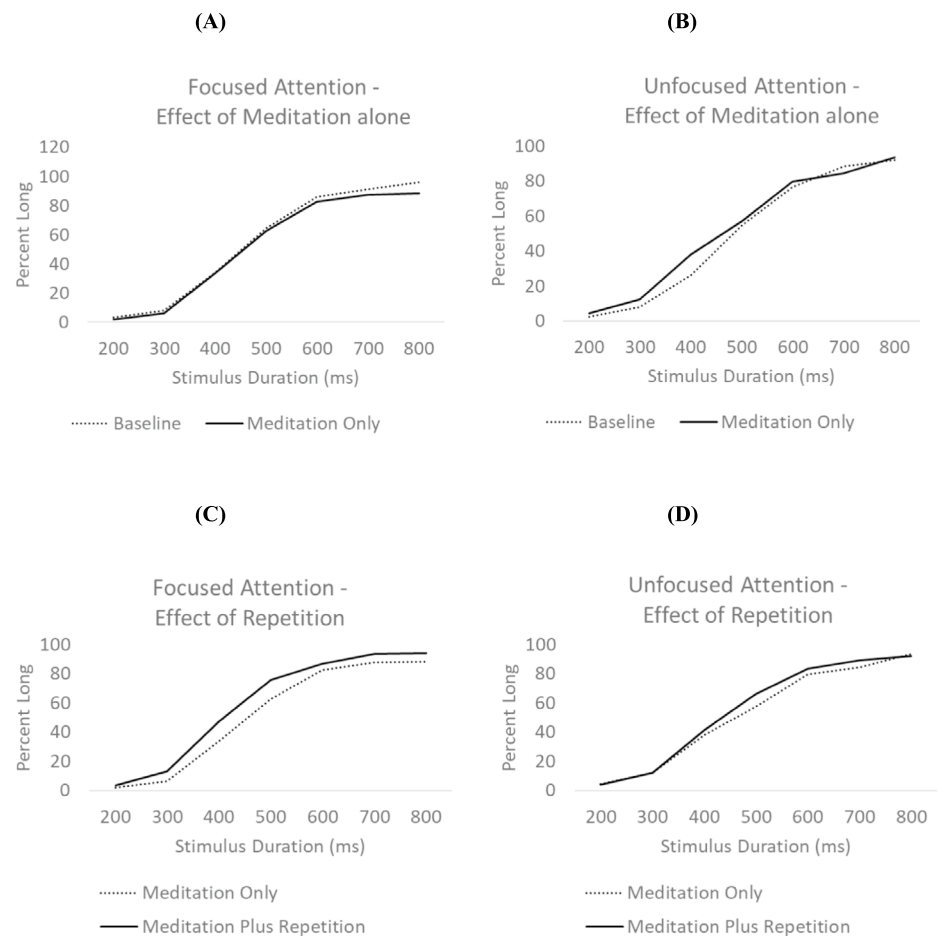 (A)
Focused Attention -
Effect of Meditation alone
120
100
80
60
40
20
0
Percent Long
200 300 400 500 600 700 800
Stimulus Duration (ms)
Baseline Meditation Only
(B)
Unfocused Attention -
Effect of Meditation alone
100
80
60
40
20
0
Percent Long
200 300 400 500 600 700 800
Stimulus Duration (ms)
Baseline Meditation Only
(C)
Focused Attention -
Effect of Repetition
100
80
60
40
20
0
Percent Long
200 300 400 500 600 700 800
Stimulus Duration (ms)
Meditation Only
Meditation Plus Repetition
(D)
Unfocused Attention -
Effect of Repetition
100
80
60
40
20
0
Percent Long
200 300 400 500 600 700 800
Stimulus Duration (ms)
Meditation Only
Meditation Plus Repetition